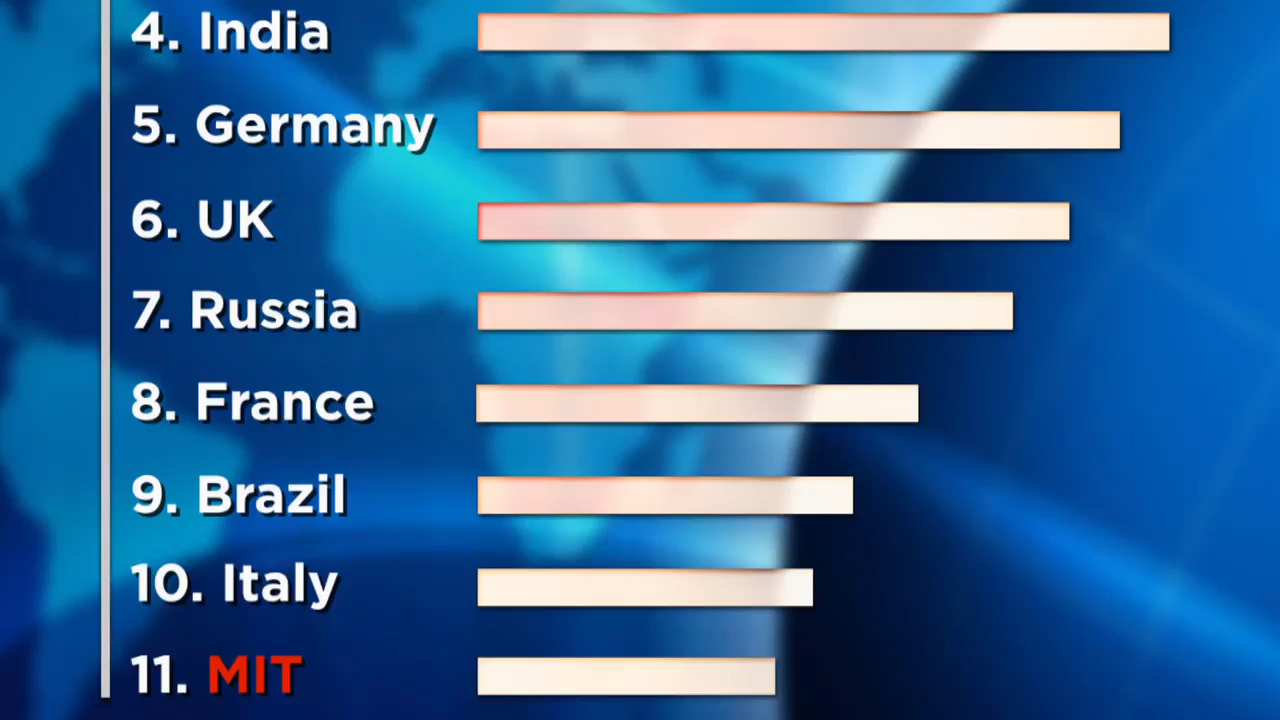 4. India
5. Germany
6. UK
7. Russia
8. France
9. Brazil
10. Italy
11. MIT